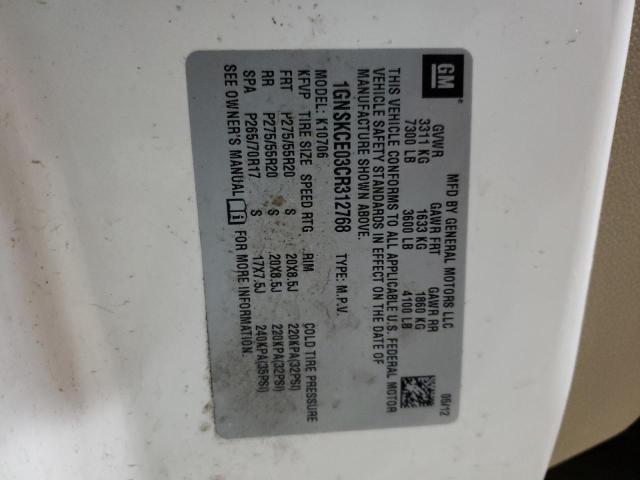 GM
MFD BY GENERAL MOTORS LLC
05/12
GVWR GAWR FRT GAWR RR
3311 KG 1633 KG 1860 KG
7300 LB 3600 LB 4100 LB
THIS VEHICLE CONFORMS TO ALL APPLICABLE U.S. FEDERAL MOTOR
VEHICLE SAFETY STANDARDS IN EFFECT ON THE DATE OF
MANUFACTURE SHOWN ABOVE.
1GNSKCE03CR312768 TYPE: M.P.V.
MODEL: K10706
KFVP TIRE SIZE SPEED RTG. RIM COLD TIRE PRESSURE
FRT P275/55R20 S 20X8.5J 220KPA(32PSI)
RR P275/55R20 S 20X8.5J 220KPA(32PSI)
SPA P265/70R17 S 17X7.5J 240KPA(35PSI)
SEE OWNER'S MANUAL FOR MORE INFORMATION.